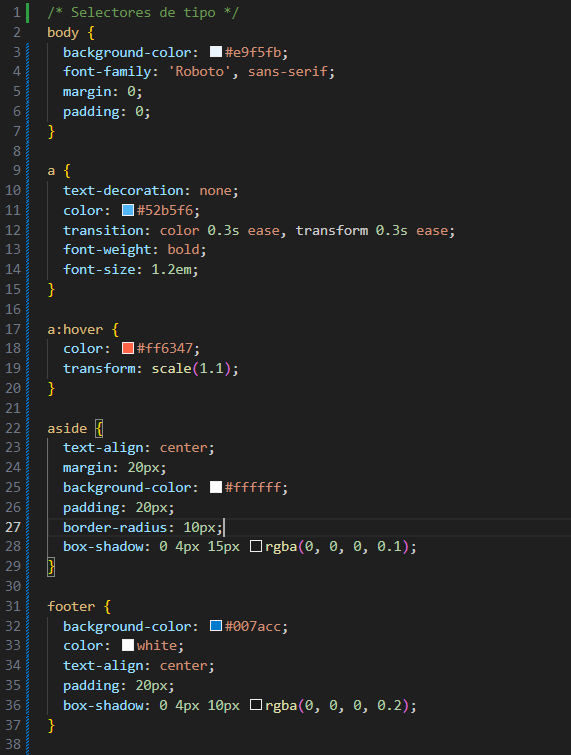 1 /* Selectores de tipo */
2 body {
3   background-color: #e9f5fb;
4   font-family: 'Roboto', sans-serif;
5   margin: 0;
6   padding: 0;
7 }
8
9 a {
10   text-decoration: none;
11   color: #52b5f6;
12   transition: color 0.3s ease, transform 0.3s ease;
13   font-weight: bold;
14   font-size: 1.2em;
15 }
16
17 a:hover {
18   color: #ff6347;
19   transform: scale(1.1);
20 }
21
22 aside {
23   text-align: center;
24   margin: 20px;
25   background-color: #ffffff;
26   padding: 20px;
27   border-radius: 10px;
28   box-shadow: 0 4px 15px rgba(0, 0, 0, 0.1);
29 }
30
31 footer {
32   background-color: #007acc;
33   color: white;
34   text-align: center;
35   padding: 20px;
36   box-shadow: 0 4px 10px rgba(0, 0, 0, 0.2);
37 }
38